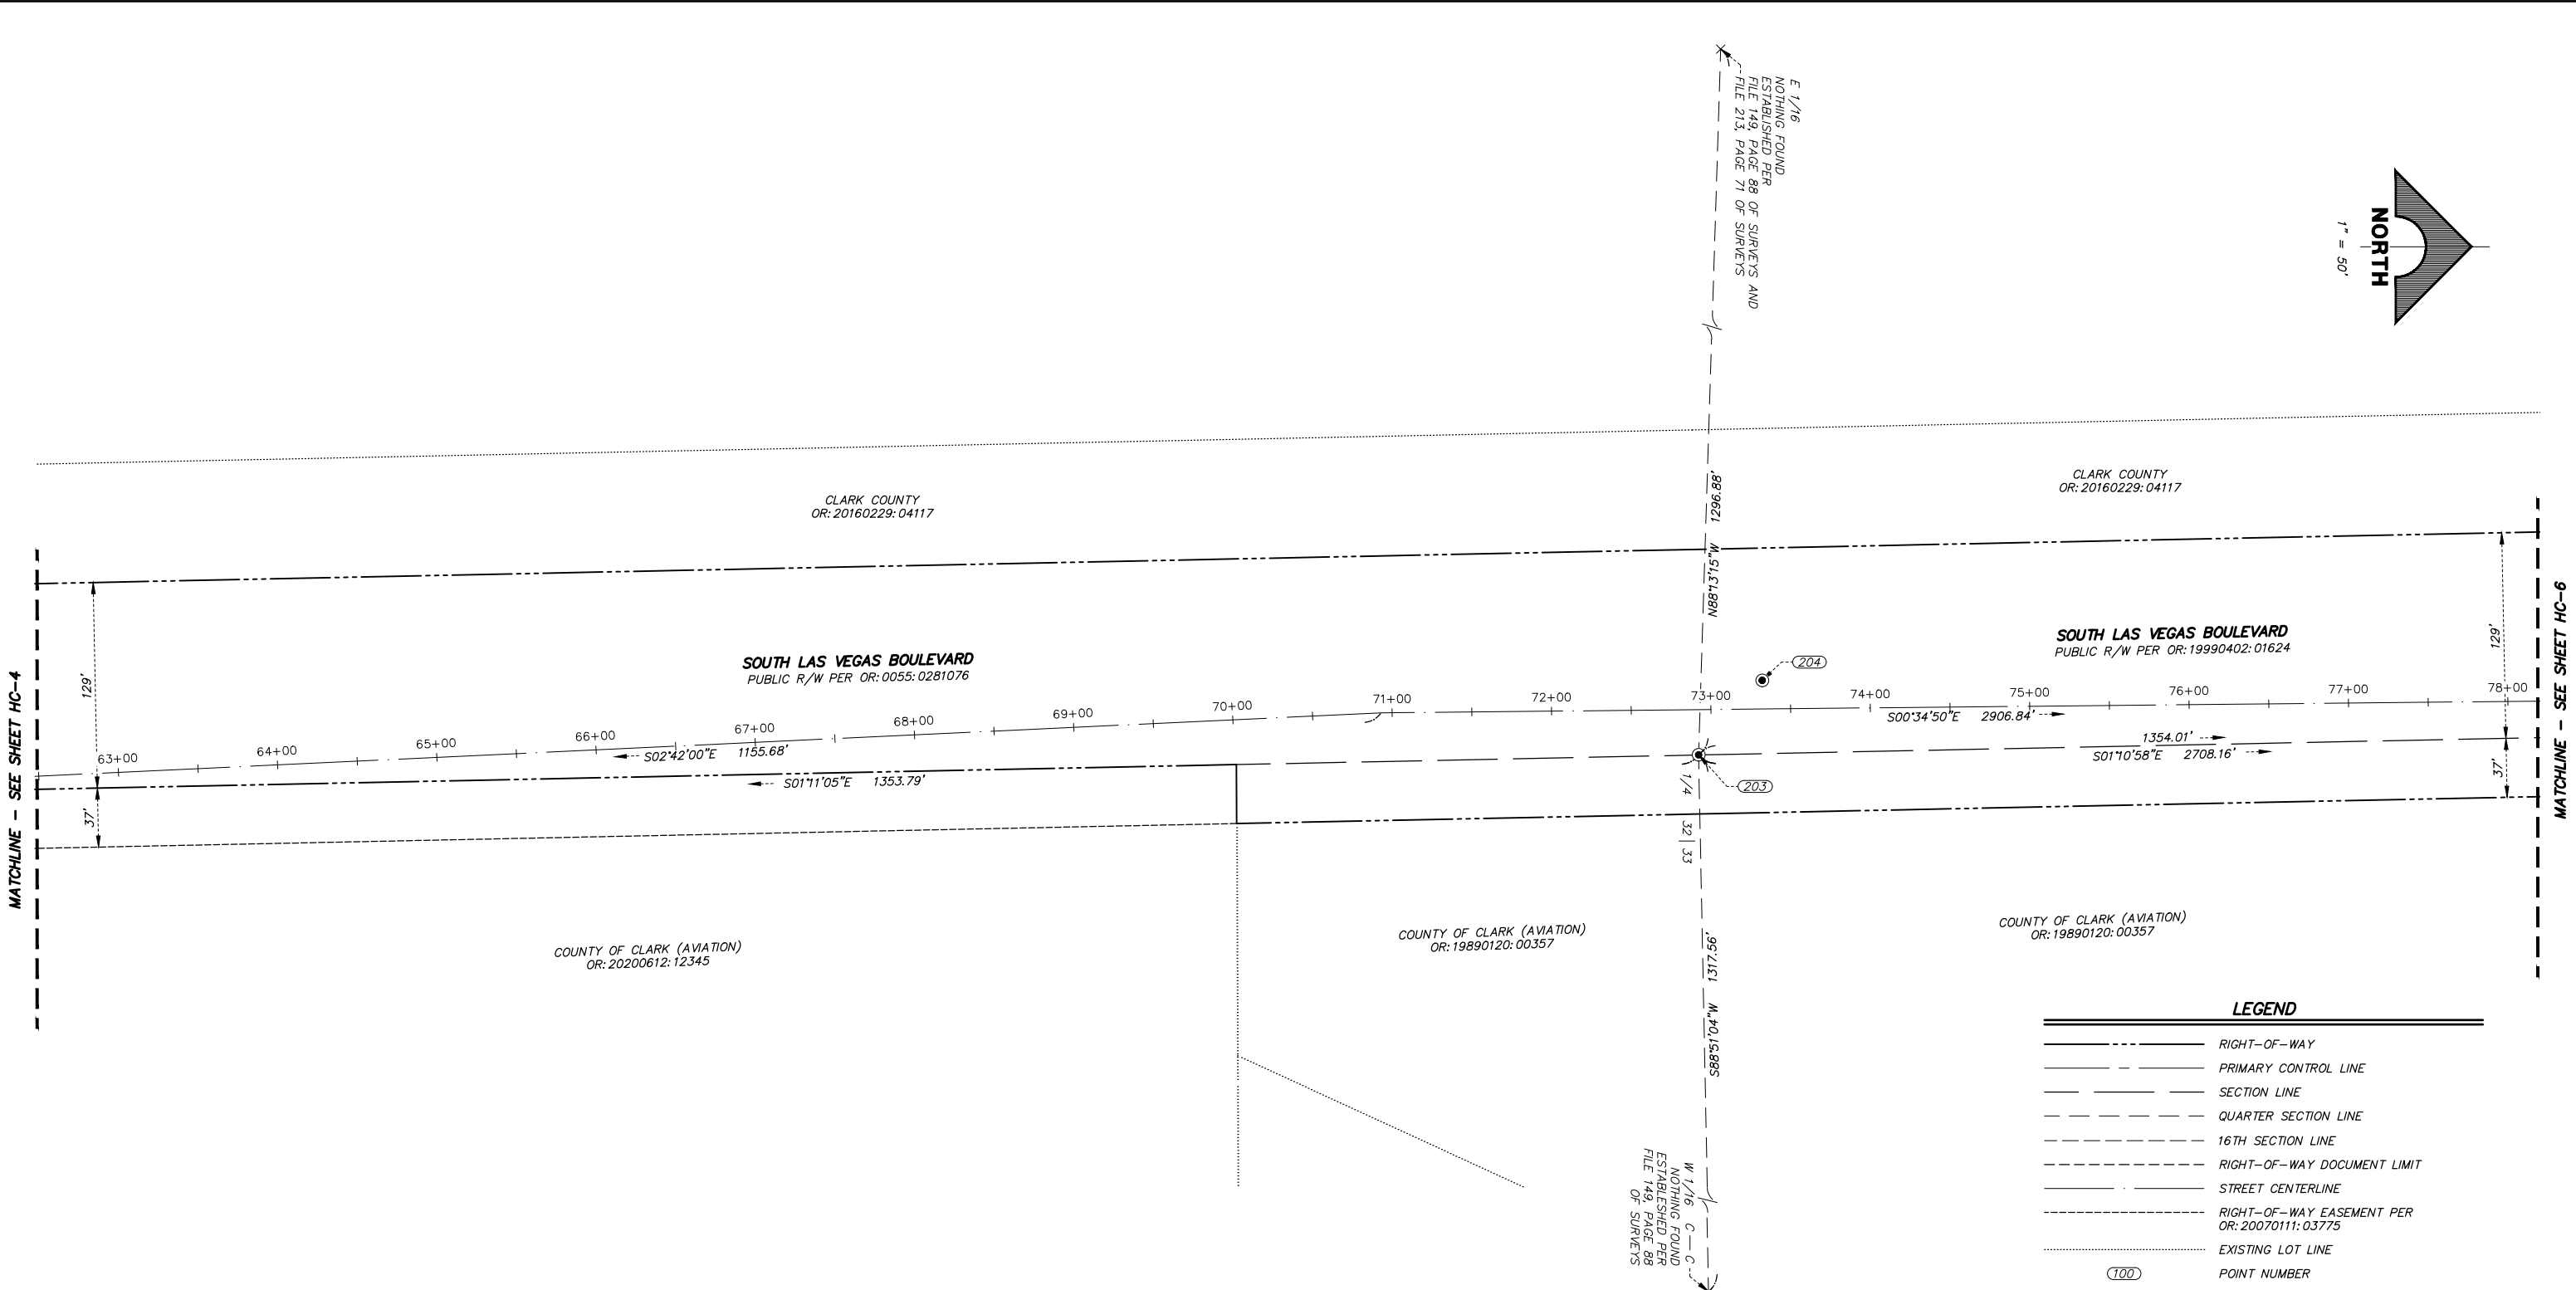 E 1/16
NOTHING FOUND
ESTABLISHED PER
FILE 149, PAGE 88 OF SURVEYS AND
FILE 213, PAGE 71 OF SURVEYS
NORTH
1" = 50'
CLARK COUNTY
OR: 20160229: 04117
CLARK COUNTY
OR: 20160229: 04117
N88°13'15"W 1296.88'
MATCHLINE - SEE SHEET HC-4
MATCHLINE - SEE SHEET HC-6
129'
37'
129'
37'
SOUTH LAS VEGAS BOULEVARD
PUBLIC R/W PER OR: 0055: 0281076
SOUTH LAS VEGAS BOULEVARD
PUBLIC R/W PER OR: 19990402: 01624
204
63+00
64+00
65+00
66+00
67+00
68+00
69+00
70+00
71+00
72+00
73+00
74+00
75+00
76+00
77+00
78+00
S02°42'00"E 1155.68'
S01°11'05"E 1353.79'
S00°34'50"E 2906.84'
1354.01'
S01°10'58"E 2708.16'
203
1/4
32 | 33
COUNTY OF CLARK (AVIATION)
OR: 20200612: 12345
COUNTY OF CLARK (AVIATION)
OR: 19890120: 00357
COUNTY OF CLARK (AVIATION)
OR: 19890120: 00357
S88°51'04"W 1317.56'
W 1/16 C — C
NOTHING FOUND
ESTABLESHED PER
FILE 149, PAGE 88
OF SURVEYS
LEGEND
RIGHT-OF-WAY
PRIMARY CONTROL LINE
SECTION LINE
QUARTER SECTION LINE
16TH SECTION LINE
RIGHT-OF-WAY DOCUMENT LIMIT
STREET CENTERLINE
RIGHT-OF-WAY EASEMENT PER
OR: 20070111: 03775
EXISTING LOT LINE
100 POINT NUMBER